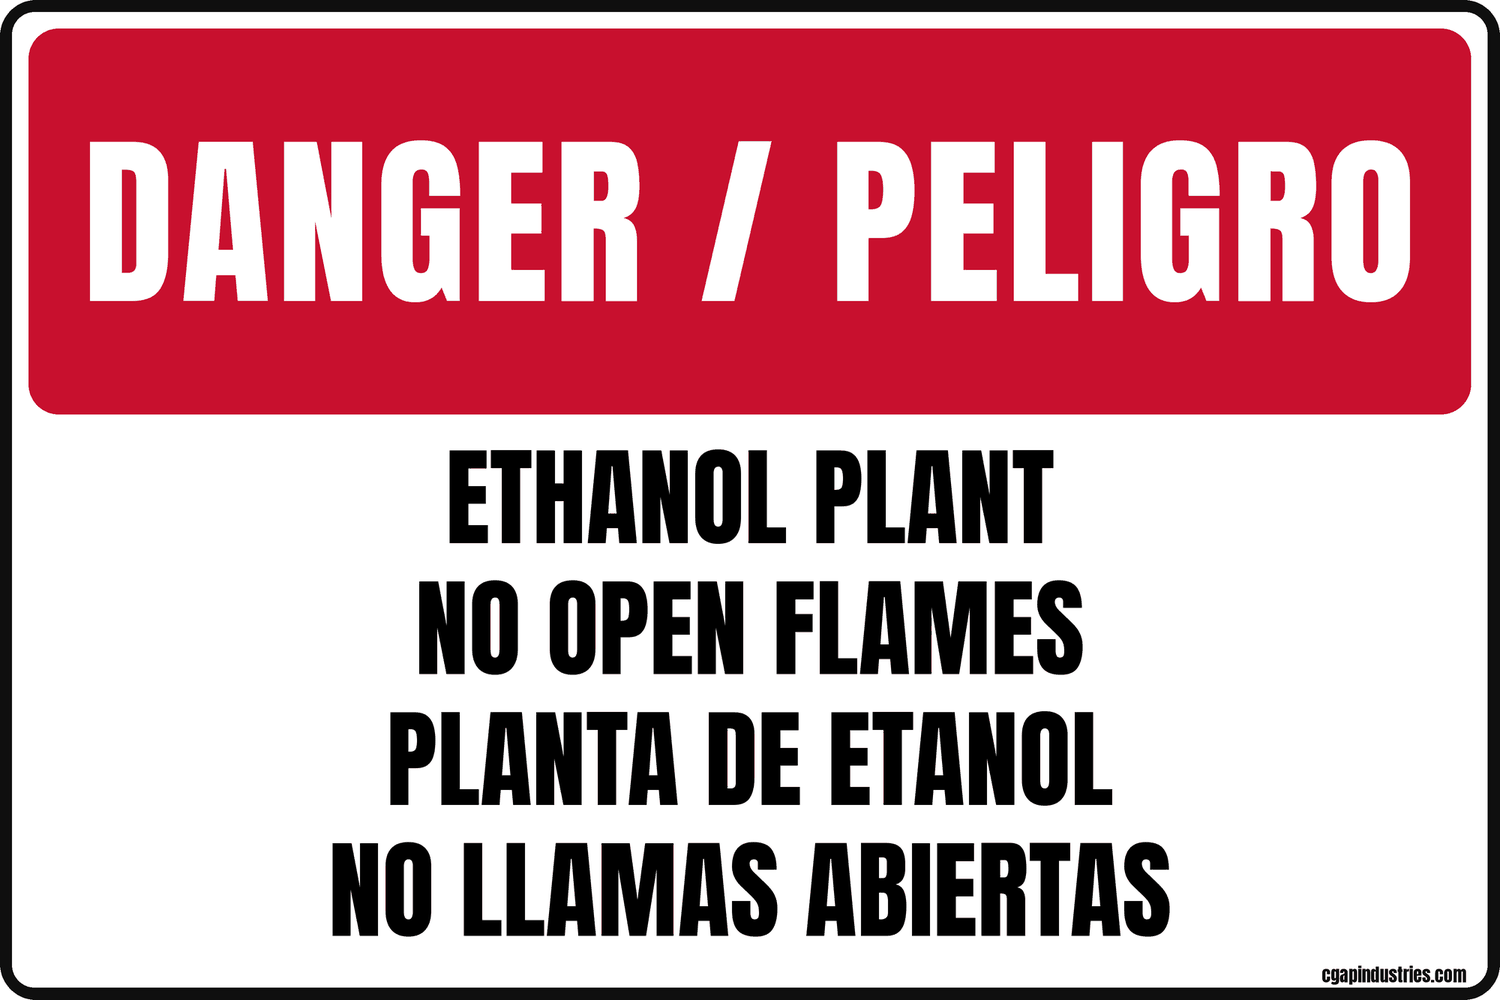 DANGER / PELIGRO
ETHANOL PLANT
NO OPEN FLAMES
PLANTA DE ETANOL
NO LLAMAS ABIERTAS
cgapindustries.com